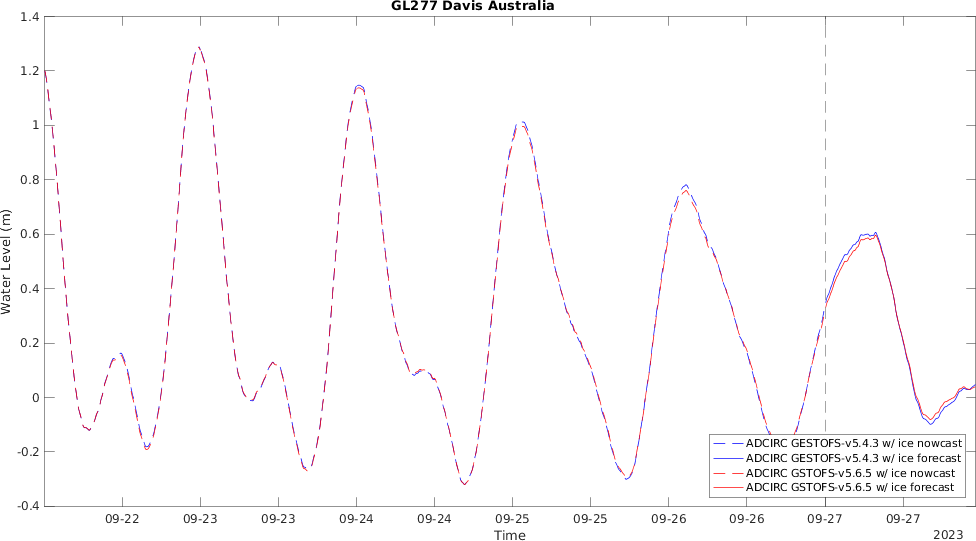 GL277 Davis Australia
1.4
1.2
1
0.8
0.6
0.4
0.2
0
-0.2
-0.4
Water Level (m)
ADCIRC GESTOFS-v5.4.3 w/ ice nowcast
ADCIRC GESTOFS-v5.4.3 w/ ice forecast
ADCIRC GSTOFS-v5.6.5 w/ ice nowcast
ADCIRC GSTOFS-v5.6.5 w/ ice forecast
09-22 09-23 09-23 09-24 09-24 09-25 09-25 09-26 09-26 09-27 09-27
Time
2023